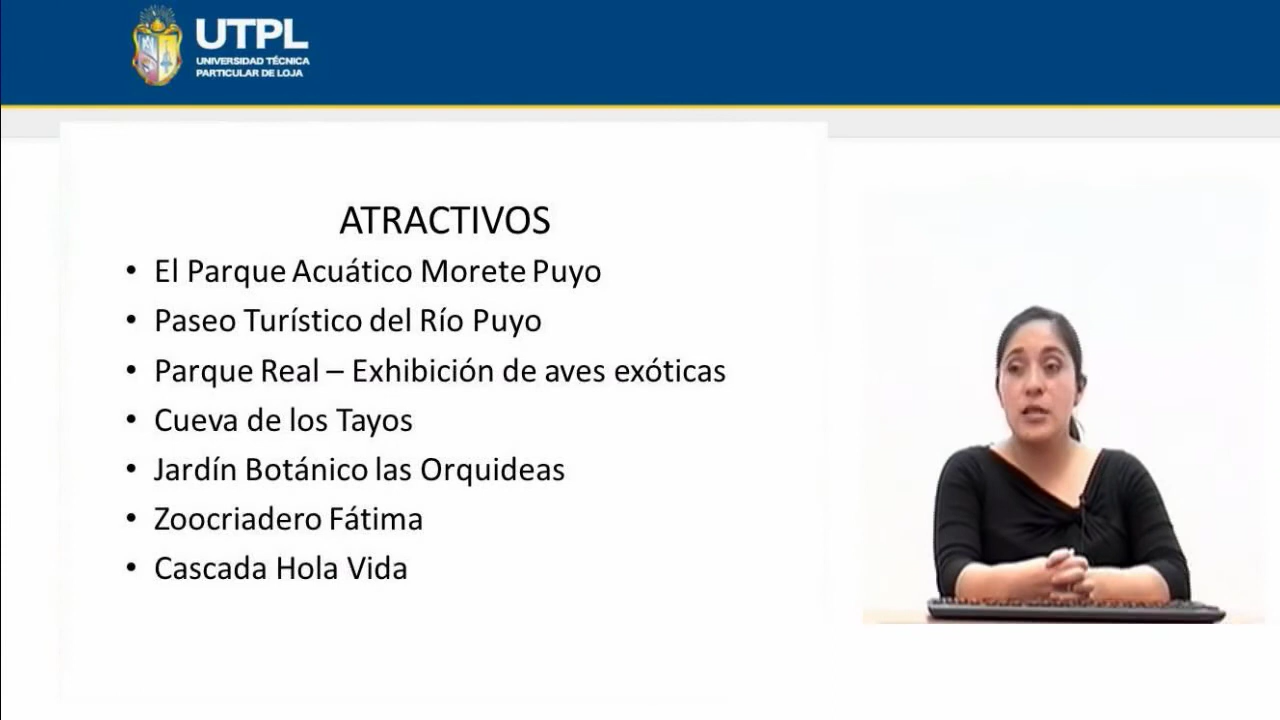 UTPL
UNIVERSIDAD TÉCNICA
PARTICULAR DE LOJA
ATRACTIVOS
• El Parque Acuático Morete Puyo
• Paseo Turístico del Río Puyo
• Parque Real – Exhibición de aves exóticas
• Cueva de los Tayos
• Jardín Botánico las Orquideas
• Zoocriadero Fátima
• Cascada Hola Vida